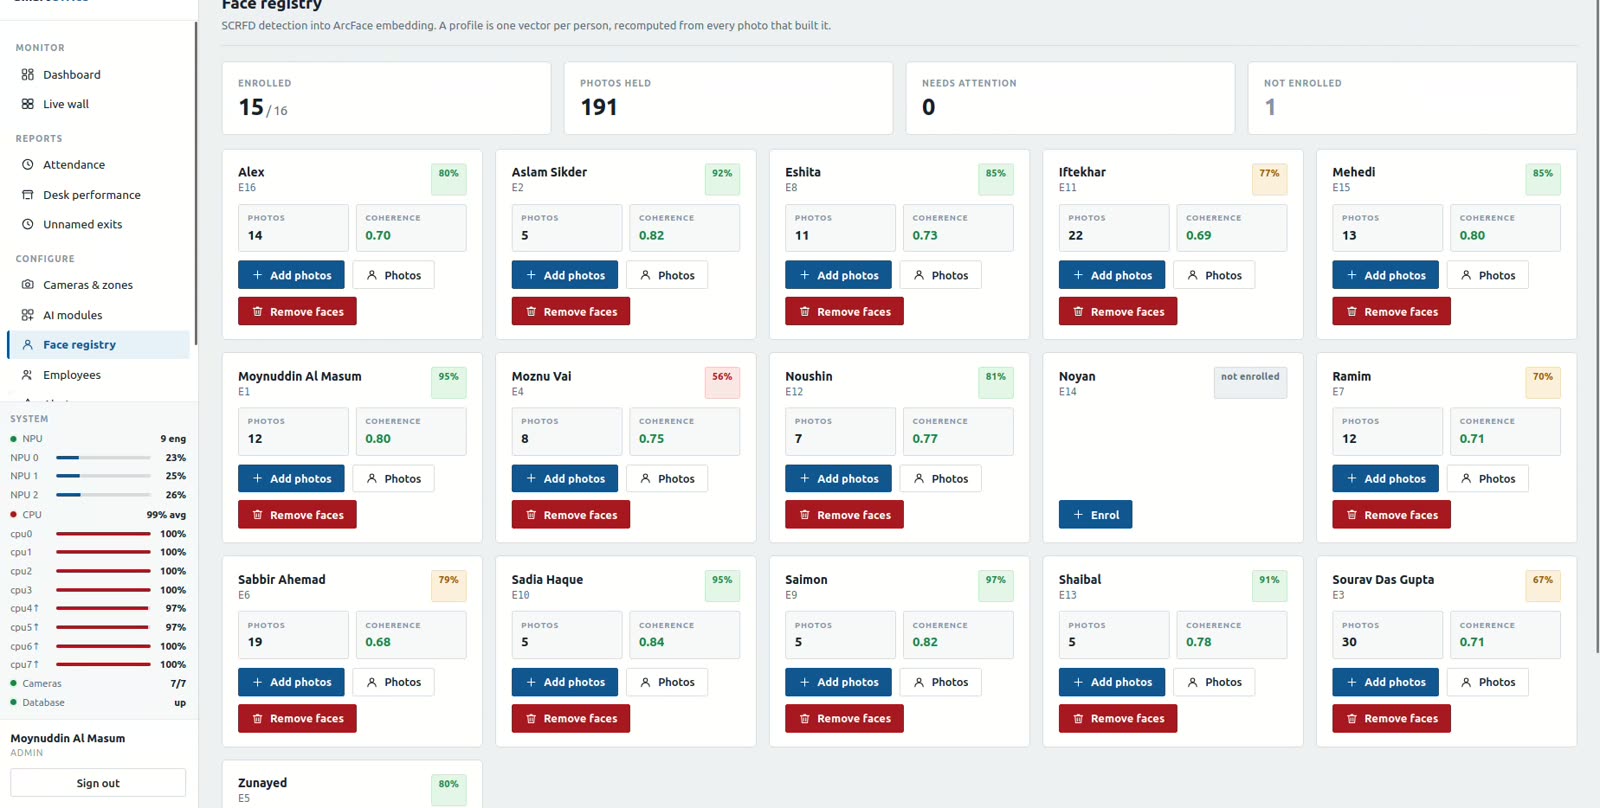 Face registry
SCRFD detection into ArcFace embedding. A profile is one vector per person, recomputed from every photo that built it.
MONITOR
Dashboard
Live wall
REPORTS
Attendance
Desk performance
Unnamed exits
CONFIGURE
Cameras & zones
AI modules
Face registry
Employees
SYSTEM
NPU 9 eng
NPU 0 23%
NPU 1 25%
NPU 2 26%
CPU 99% avg
cpu0 100%
cpu1 100%
cpu2 100%
cpu3 100%
cpu4↑ 97%
cpu5↑ 97%
cpu6↑ 100%
cpu7↑ 100%
Cameras 7/7
Database up
Moynuddin Al Masum
ADMIN
Sign out
ENROLLED
15 / 16
PHOTOS HELD
191
NEEDS ATTENTION
0
NOT ENROLLED
1
Alex 80%
E16
PHOTOS COHERENCE
14 0.70
+ Add photos Photos
Remove faces
Aslam Sikder 92%
E2
PHOTOS COHERENCE
5 0.82
+ Add photos Photos
Remove faces
Eshita 85%
E8
PHOTOS COHERENCE
11 0.73
+ Add photos Photos
Remove faces
Iftekhar 77%
E11
PHOTOS COHERENCE
22 0.69
+ Add photos Photos
Remove faces
Mehedi 85%
E15
PHOTOS COHERENCE
13 0.80
+ Add photos Photos
Remove faces
Moynuddin Al Masum 95%
E1
PHOTOS COHERENCE
12 0.80
+ Add photos Photos
Remove faces
Moznu Vai 56%
E4
PHOTOS COHERENCE
8 0.75
+ Add photos Photos
Remove faces
Noushin 81%
E12
PHOTOS COHERENCE
7 0.77
+ Add photos Photos
Remove faces
Noyan not enrolled
E14
+ Enrol
Ramim 70%
E7
PHOTOS COHERENCE
12 0.71
+ Add photos Photos
Remove faces
Sabbir Ahemad 79%
E6
PHOTOS COHERENCE
19 0.68
+ Add photos Photos
Remove faces
Sadia Haque 95%
E10
PHOTOS COHERENCE
5 0.84
+ Add photos Photos
Remove faces
Saimon 97%
E9
PHOTOS COHERENCE
5 0.82
+ Add photos Photos
Remove faces
Shaibal 91%
E13
PHOTOS COHERENCE
5 0.78
+ Add photos Photos
Remove faces
Sourav Das Gupta 67%
E3
PHOTOS COHERENCE
30 0.71
+ Add photos Photos
Remove faces
Zunayed 80%
E5